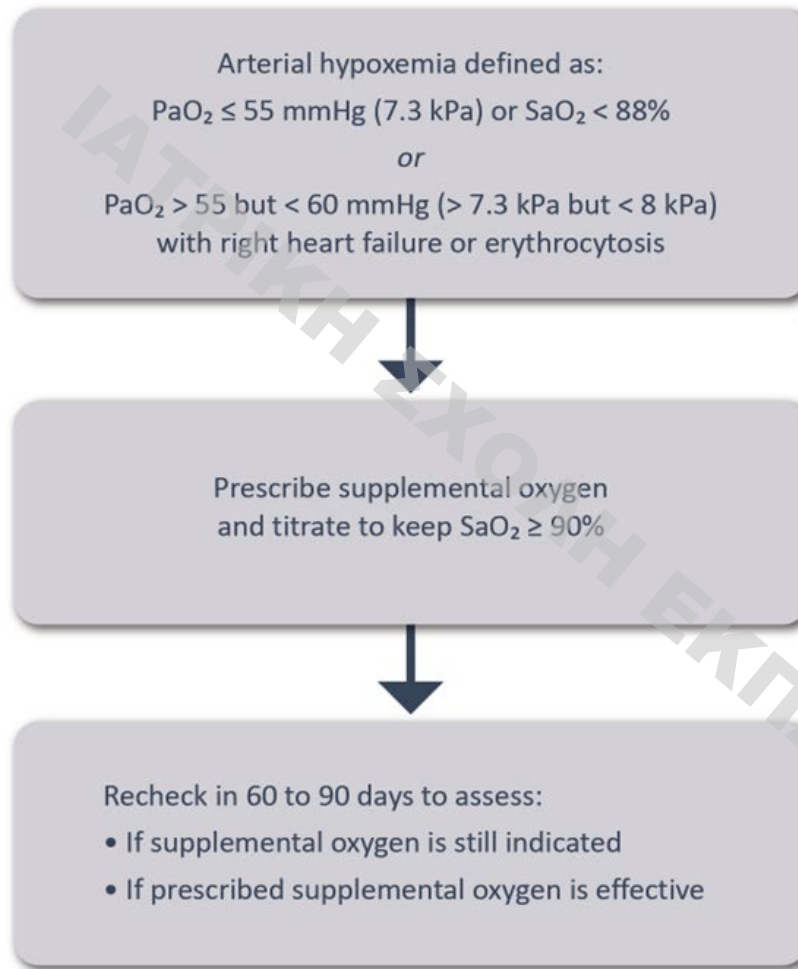 Arterial hypoxemia defined as:
PaO₂ ≤ 55 mmHg (7.3 kPa) or SaO₂ < 88%
or
PaO₂ > 55 but < 60 mmHg (> 7.3 kPa but < 8 kPa)
with right heart failure or erythrocytosis
Prescribe supplemental oxygen
and titrate to keep SaO₂ ≥ 90%
Recheck in 60 to 90 days to assess:
• If supplemental oxygen is still indicated
• If prescribed supplemental oxygen is effective
ΙΑΤΡΙΚΗ ΣΧΟΛΗ